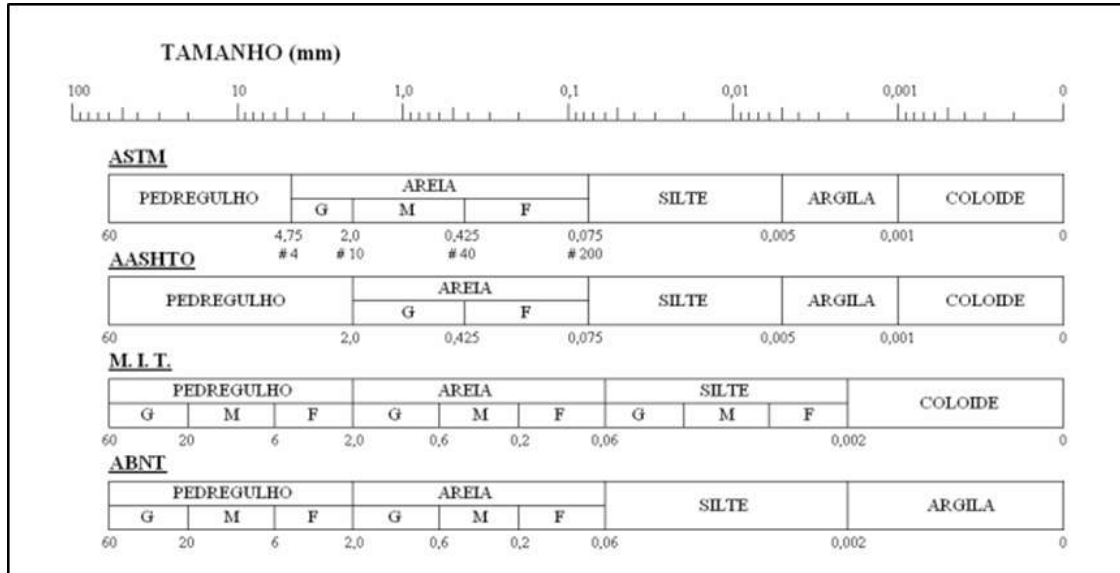 TAMANHO (mm)
100 10 1,0 0,1 0,01 0,001 0
ASTM
PEDREGULHO AREIA SILTE ARGILA COLOIDE
G M F
60 4,75 2,0 0,425 0,075 0,005 0,001 0
# 4 # 10 # 40 # 200
AASHTO
PEDREGULHO AREIA SILTE ARGILA COLOIDE
G F
60 2,0 0,425 0,075 0,005 0,001 0
M. I. T.
PEDREGULHO AREIA SILTE COLOIDE
G M F G M F G M F
60 20 6 2,0 0,6 0,2 0,06 0,002 0
ABNT
PEDREGULHO AREIA SILTE ARGILA
G M F G M F
60 20 6 2,0 0,6 0,2 0,06 0,002 0